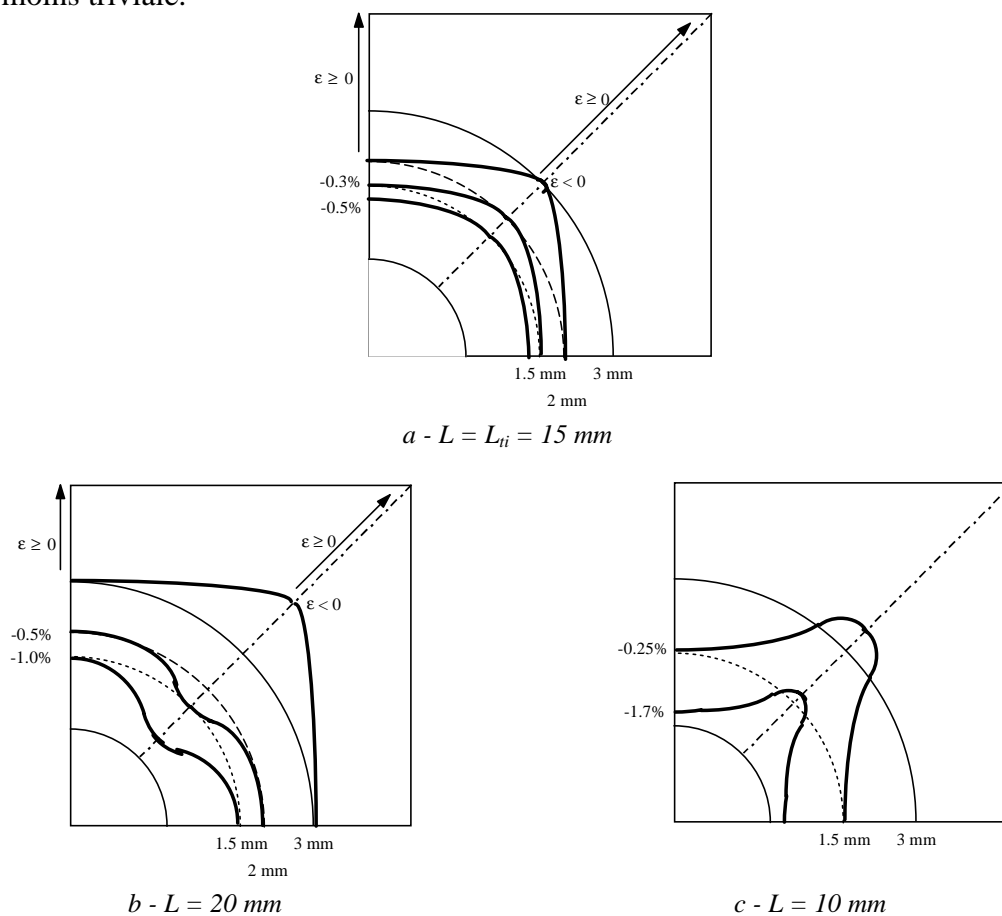 moins triviale.
ε ≥ 0
ε ≥ 0
-0.3%
ε < 0
-0.5%
1.5 mm 3 mm
2 mm
a - L = Lti = 15 mm
ε ≥ 0
ε ≥ 0
ε < 0
-0.5%
-1.0%
1.5 mm 3 mm
2 mm
b - L = 20 mm
-0.25%
-1.7%
1.5 mm 3 mm
c - L = 10 mm